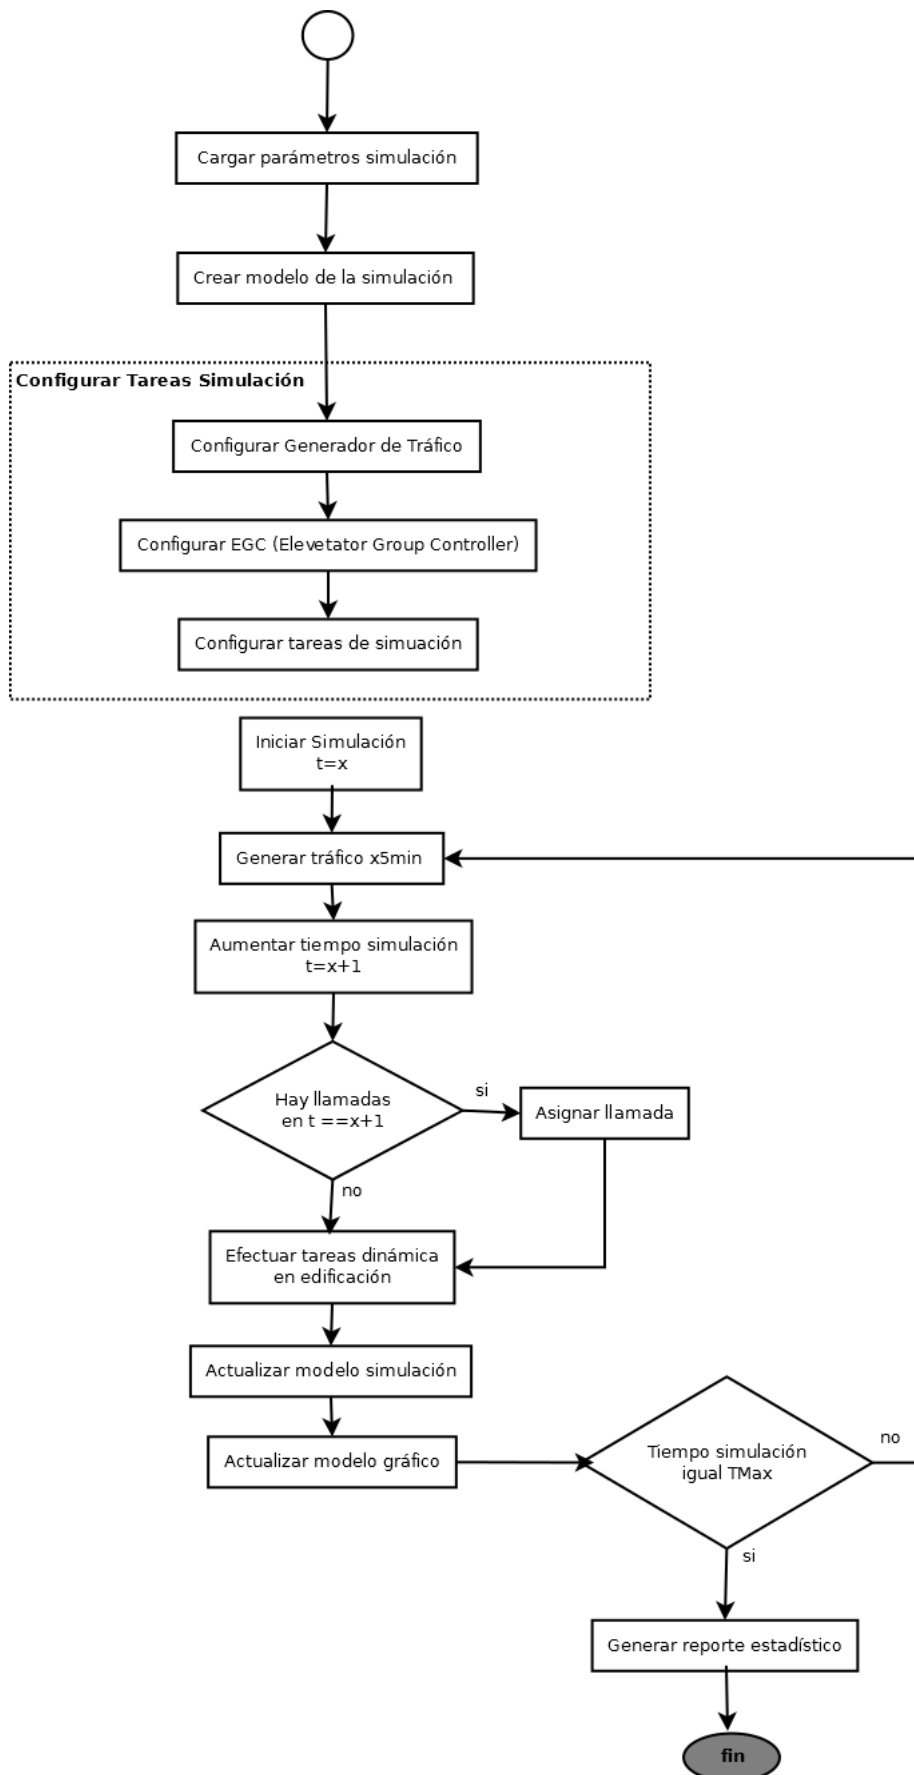 Cargar parámetros simulación
Crear modelo de la simulación
Configurar Tareas Simulación
Configurar Generador de Tráfico
Configurar EGC (Elevetator Group Controller)
Configurar tareas de simuación
Iniciar Simulación
t=x
Generar tráfico x5min
Aumentar tiempo simulación
t=x+1
Hay llamadas
en t ==x+1
si
Asignar llamada
no
Efectuar tareas dinámica
en edificación
Actualizar modelo simulación
Actualizar modelo gráfico
Tiempo simulación
igual TMax
no
si
Generar reporte estadístico
fin